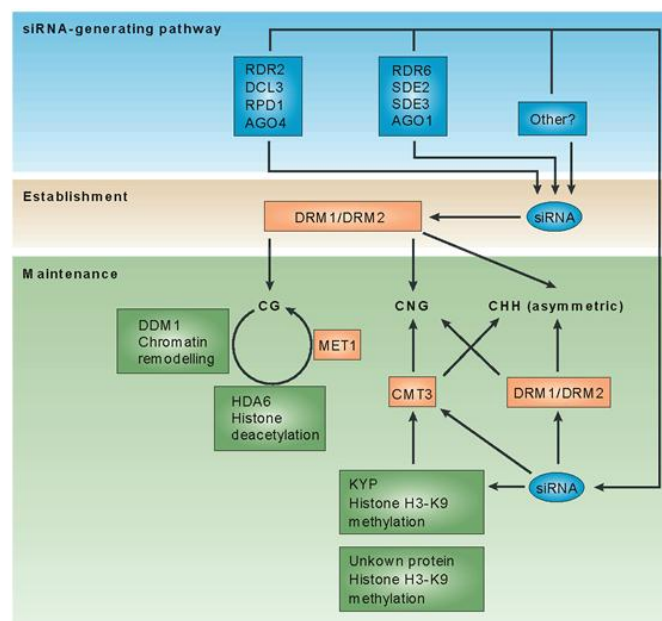 siRNA-generating pathway
RDR2
DCL3
RPD1
AGO4
RDR6
SDE2
SDE3
AGO1
Other?
Establishment
DRM1/DRM2
siRNA
Maintenance
CG
CNG
CHH (asymmetric)
DDM1
Chromatin
remodelling
MET1
HDA6
Histone
deacetylation
CMT3
DRM1/DRM2
KYP
Histone H3-K9
methylation
siRNA
Unkown protein
Histone H3-K9
methylation